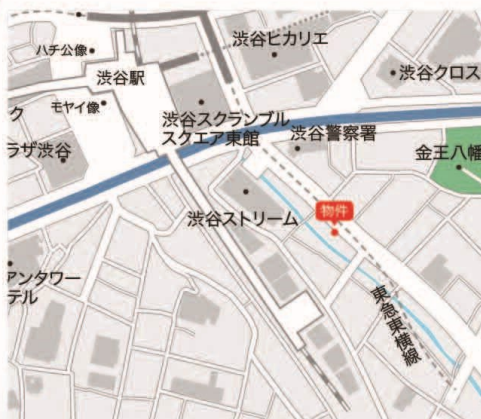 渋谷ヒカリエ
ハチ公像
渋谷駅
渋谷クロス
モヤイ像
渋谷スクランブル
スクエア東館
渋谷警察署
ク
ラザ渋谷
金王八幡
渋谷ストリーム
物件
アンタワー
テル
東急東横線